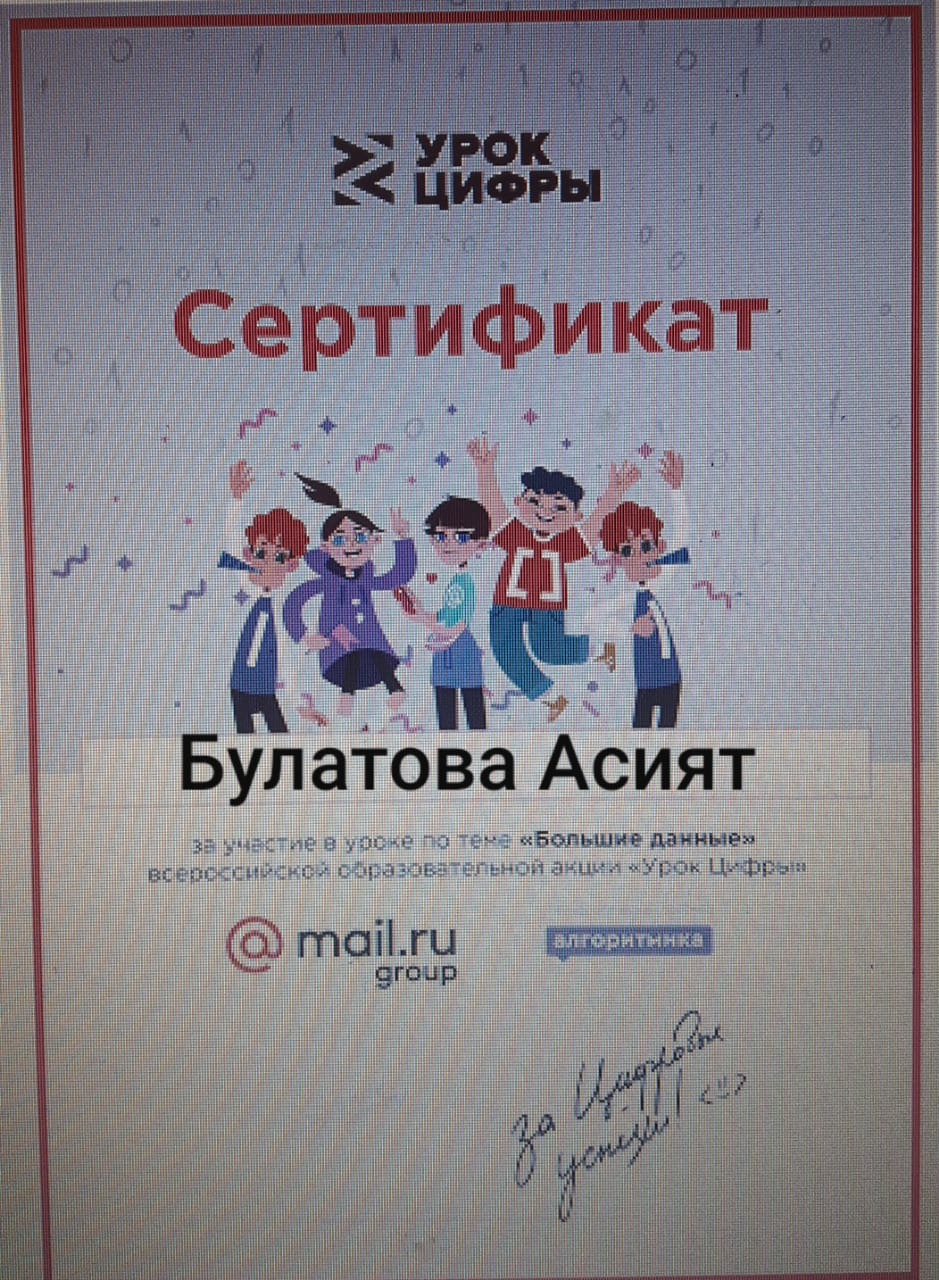 УРОК
ЦИФРЫ
Сертификат
Булатова Асият
за участие в уроке по теме «Большие данные»
всероссийской образовательной акции «Урок Цифры»
@ mail.ru
group
алгоритмика
за Цифровые
успехи! <!!>